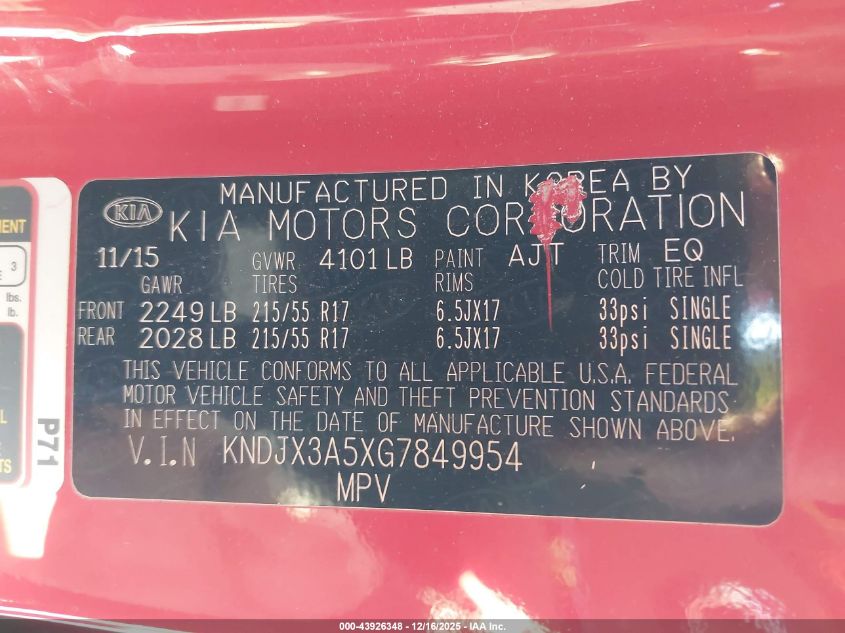 MANUFACTURED IN KOREA BY
KIA KIA MOTORS CORPORATION
11/15 GVWR 4101 LB PAINT AJT TRIM EQ
GAWR TIRES RIMS COLD TIRE INFL
FRONT 2249 LB 215/55 R17 6.5JX17 33psi SINGLE
REAR 2028 LB 215/55 R17 6.5JX17 33psi SINGLE
THIS VEHICLE CONFORMS TO ALL APPLICABLE U.S.A. FEDERAL
MOTOR VEHICLE SAFETY AND THEFT PREVENTION STANDARDS
IN EFFECT ON THE DATE OF MANUFACTURE SHOWN ABOVE.
V.I.N KNDJX3A5XG7849954
MPV
3
lbs.
lb.
P71
000-43926348 - 12/16/2025 - IAA Inc.